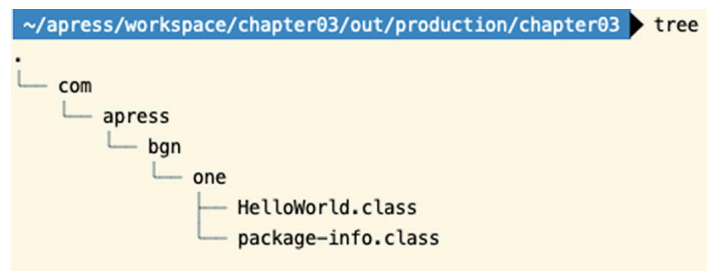 ~/apress/workspace/chapter03/out/production/chapter03 tree
.
└── com
└── apress
└── bgn
└── one
├── HelloWorld.class
└── package-info.class